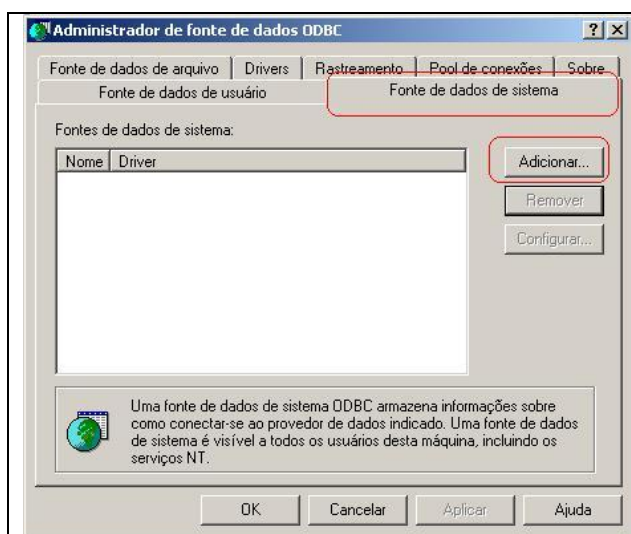 Administrador de fonte de dados ODBC
Fonte de dados de arquivo Drivers Rastreamento Pool de conexões Sobre
Fonte de dados de usuário Fonte de dados de sistema
Fontes de dados de sistema:
Nome Driver
Adicionar...
Remover
Configurar...
Uma fonte de dados de sistema ODBC armazena informações sobre
como conectar-se ao provedor de dados indicado. Uma fonte de dados
de sistema é visível a todos os usuários desta máquina, incluindo os
serviços NT.
OK Cancelar Aplicar Ajuda